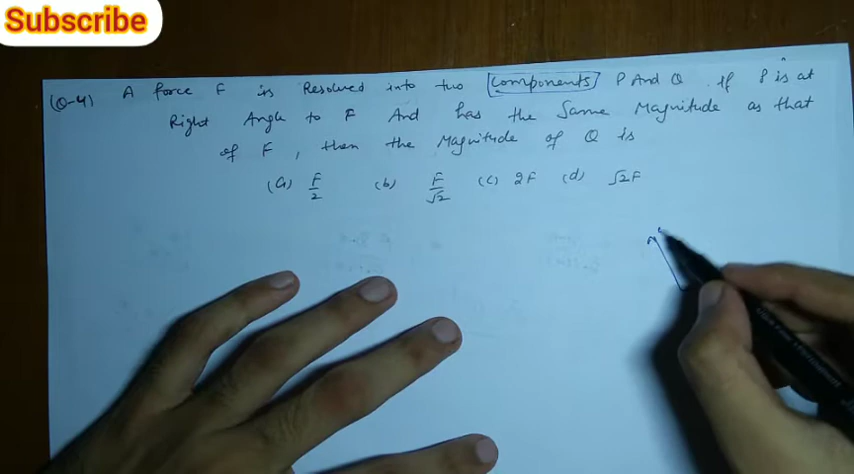 Subscribe
(Q-4) A force F is Resolved into two components P And Q. If P is at
Right Angle to F And has the Same Magnitude as that
of F, then the Magnitude of Q is
(a) F/2 (b) F/√2 (c) 2F (d) √2F